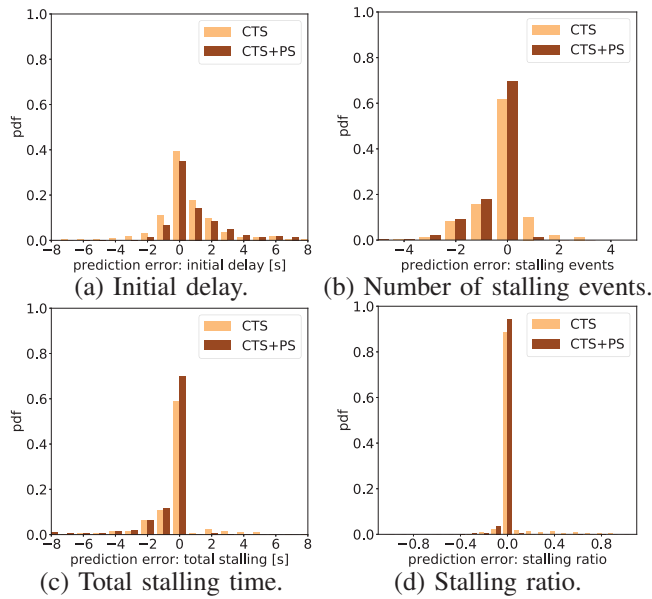 1.0
0.8
0.6
0.4
0.2
0.0
pdf
CTS
CTS+PS
−8 −6 −4 −2 0 2 4 6 8
prediction error: initial delay [s]
(a) Initial delay.
1.0
0.8
0.6
0.4
0.2
0.0
pdf
CTS
CTS+PS
−4 −2 0 2 4
prediction error: stalling events
(b) Number of stalling events.
1.0
0.8
0.6
0.4
0.2
0.0
pdf
CTS
CTS+PS
−8 −6 −4 −2 0 2 4 6 8
prediction error: total stalling [s]
(c) Total stalling time.
1.0
0.8
0.6
0.4
0.2
0.0
pdf
CTS
CTS+PS
−0.8 −0.4 0.0 0.4 0.8
prediction error: stalling ratio
(d) Stalling ratio.